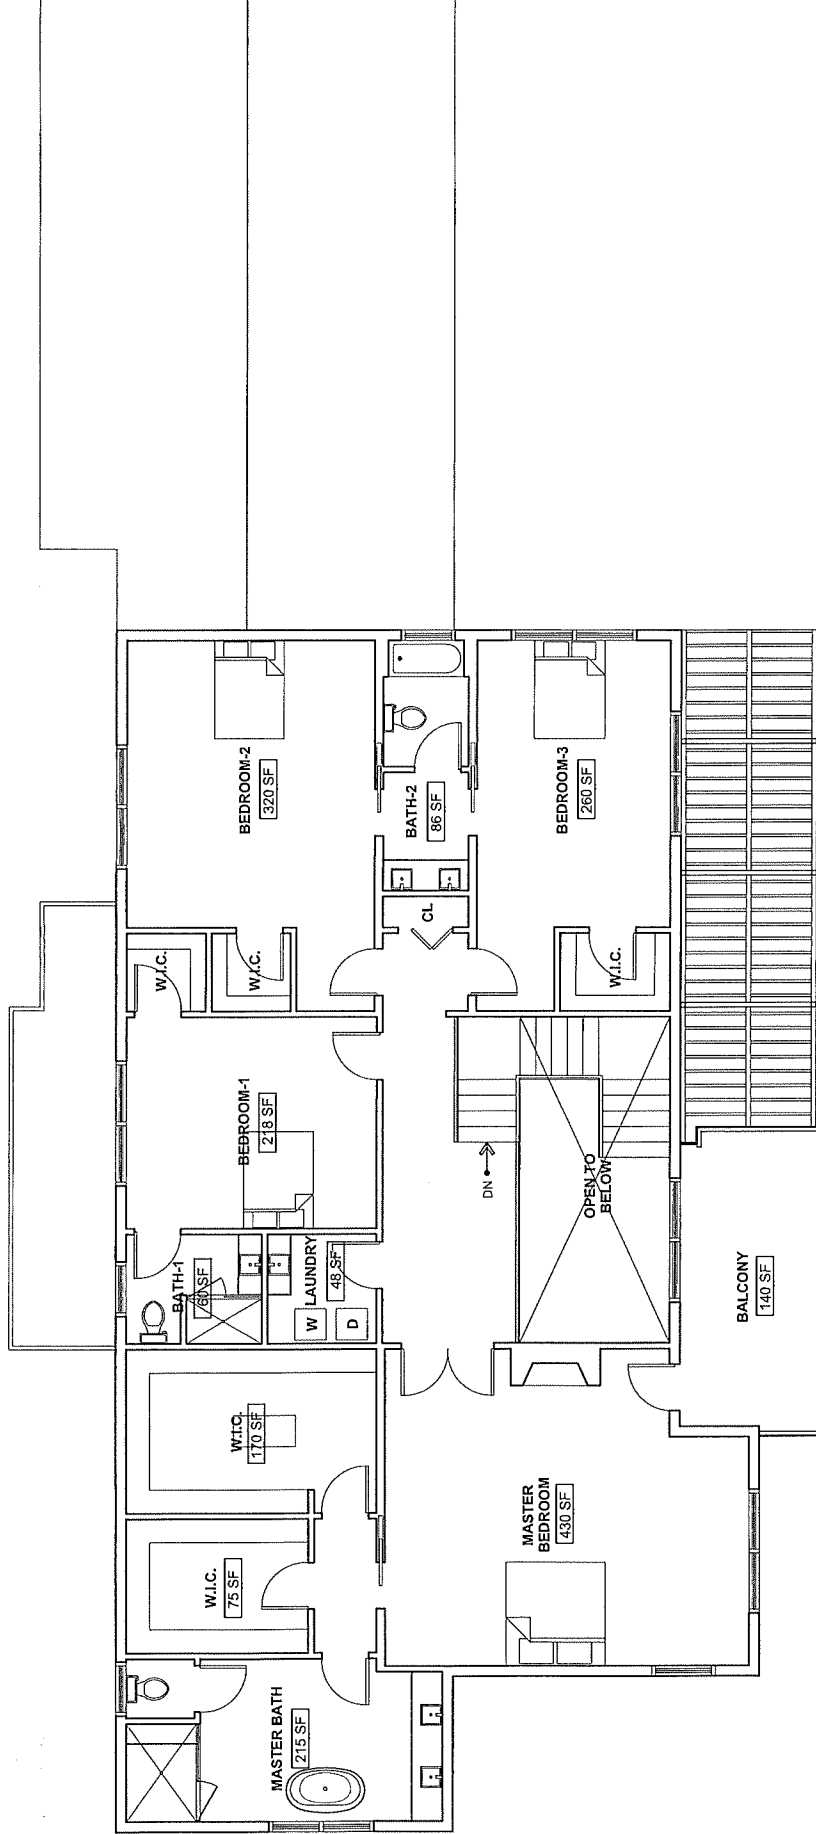 BEDROOM-2
320 SF
BATH-2
86 SF
BEDROOM-3
260 SF
CL
W.I.C.
W.I.C.
W.I.C.
BEDROOM-1
218 SF
DN
OPEN TO
BELOW
BATH-1
60 SF
LAUNDRY
48 SF
W
D
BALCONY
140 SF
W.I.C.
170 SF
W.I.C.
75 SF
MASTER
BEDROOM
430 SF
MASTER BATH
215 SF